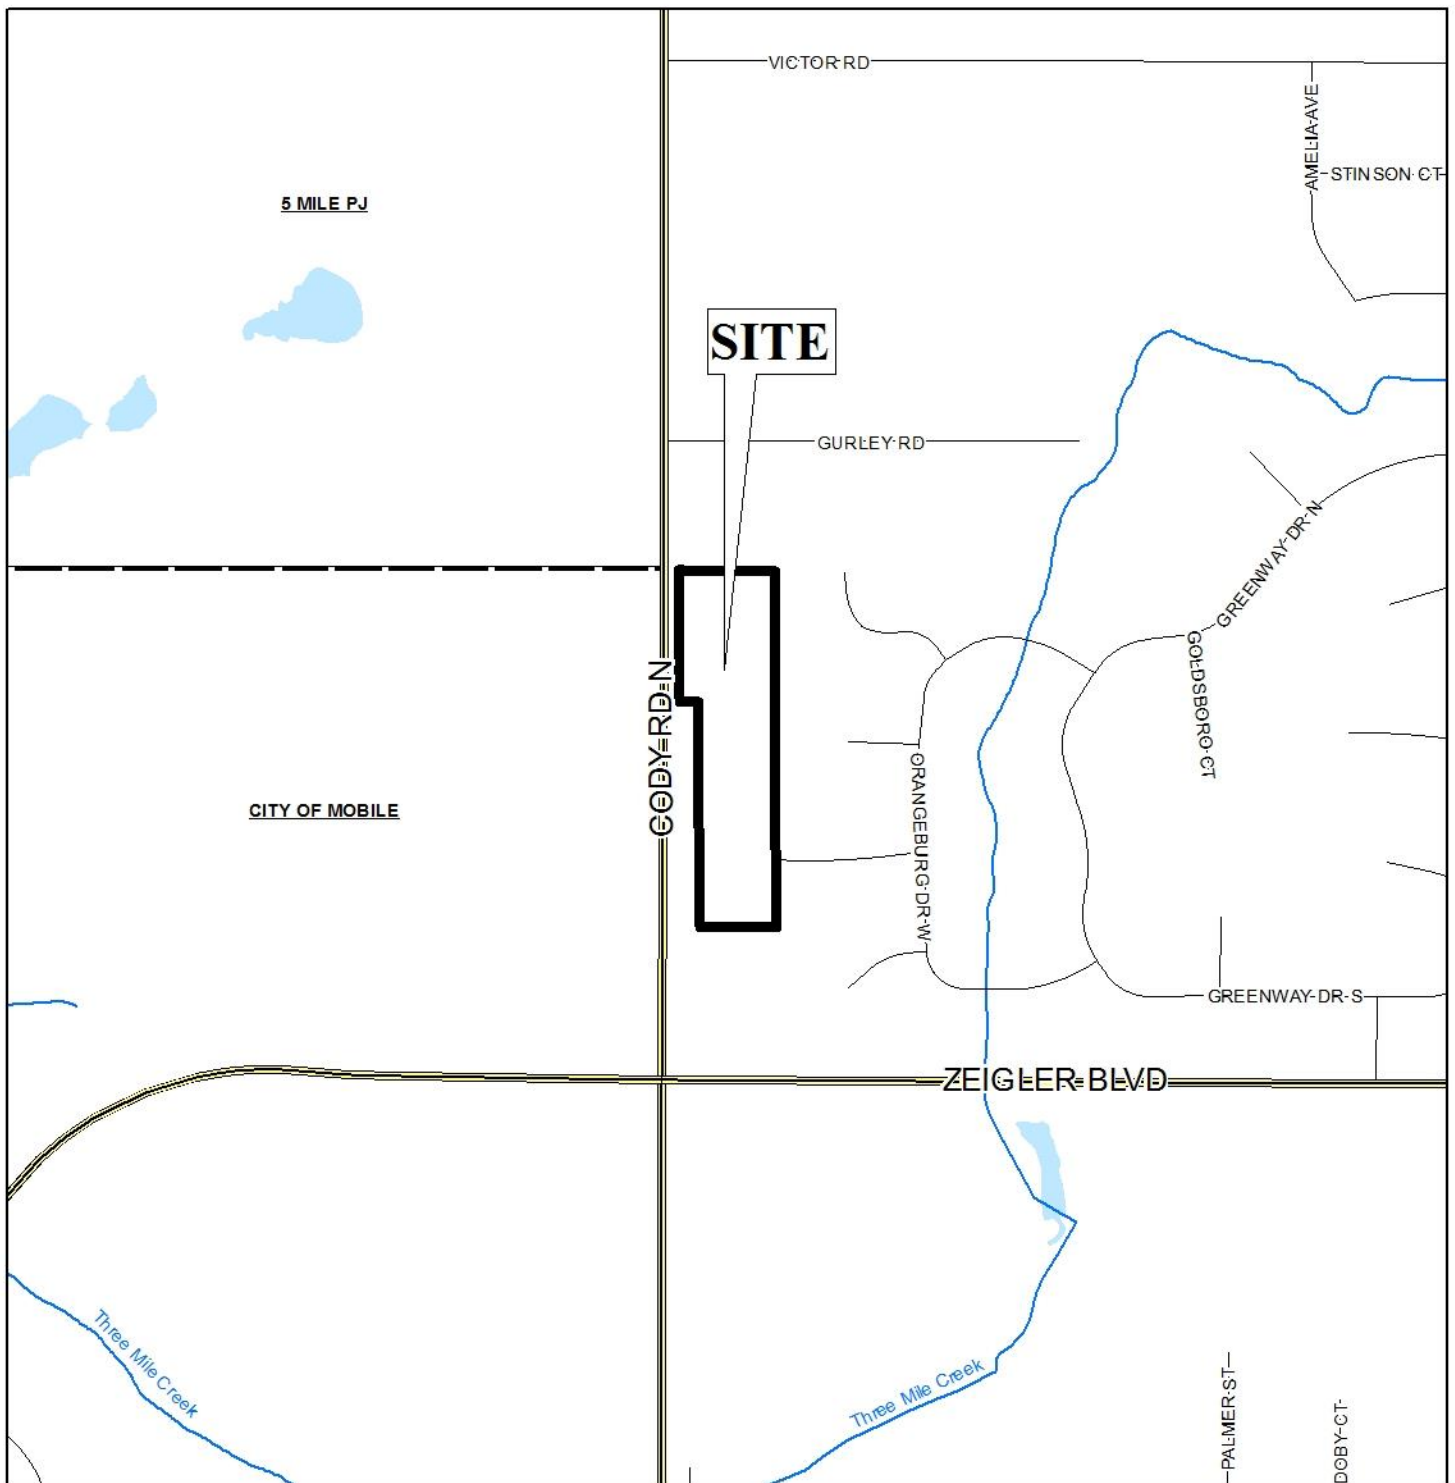 VICTOR RD
AMELIA AVE
STINSON CT
5 MILE PJ
SITE
GURLEY RD
GREENWAY DR N
GOLDSBORO CT
CODY RD N
ORANGEBURG DR W
CITY OF MOBILE
GREENWAY DR S
ZEIGLER BLVD
Three Mile Creek
Three Mile Creek
PALMER ST
DOBY CT